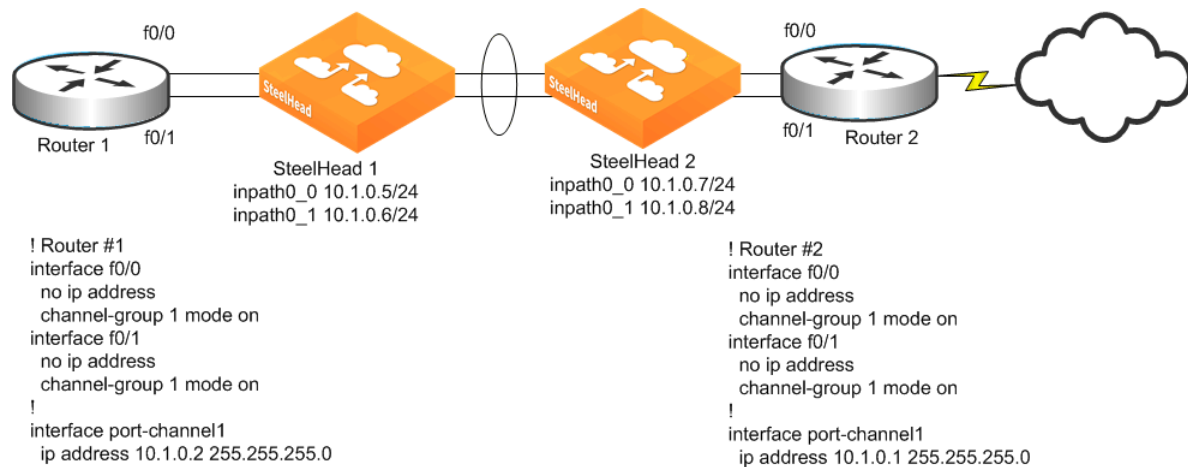 f0/0
f0/0
SteelHead
SteelHead
f0/1
f0/1
Router 1
Router 2
SteelHead 1
inpath0_0 10.1.0.5/24
inpath0_1 10.1.0.6/24
SteelHead 2
inpath0_0 10.1.0.7/24
inpath0_1 10.1.0.8/24
! Router #1
interface f0/0
no ip address
channel-group 1 mode on
interface f0/1
no ip address
channel-group 1 mode on
!
interface port-channel1
ip address 10.1.0.2 255.255.255.0
! Router #2
interface f0/0
no ip address
channel-group 1 mode on
interface f0/1
no ip address
channel-group 1 mode on
!
interface port-channel1
ip address 10.1.0.1 255.255.255.0